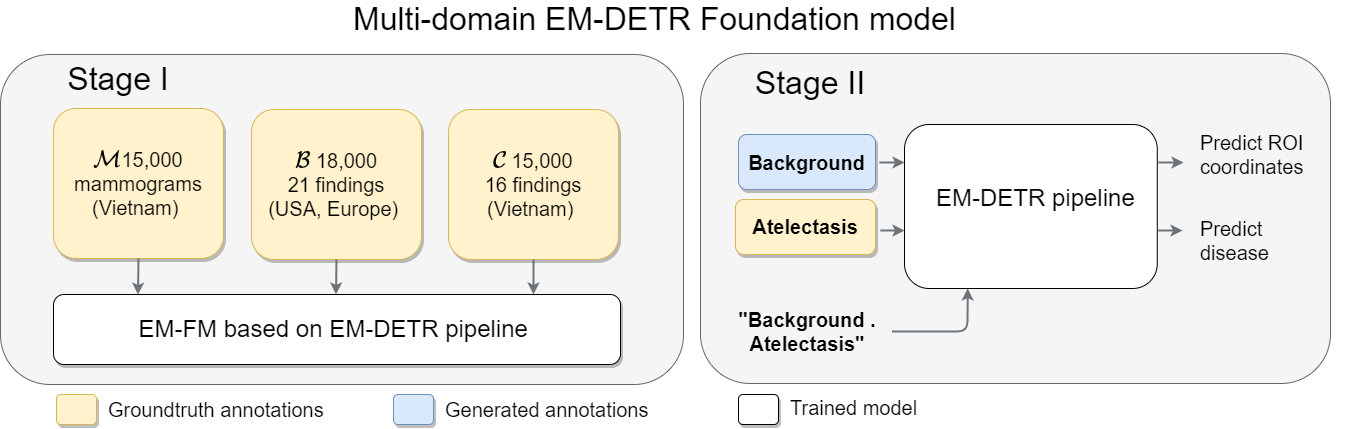 Multi-domain EM-DETR Foundation model
Stage I
ℳ15,000
mammograms
(Vietnam)
ℬ 18,000
21 findings
(USA, Europe)
𝒞 15,000
16 findings
(Vietnam)
EM-FM based on EM-DETR pipeline
Stage II
Background
Atelectasis
"Background .
Atelectasis"
EM-DETR pipeline
Predict ROI
coordinates
Predict
disease
Groundtruth annotations
Generated annotations
Trained model